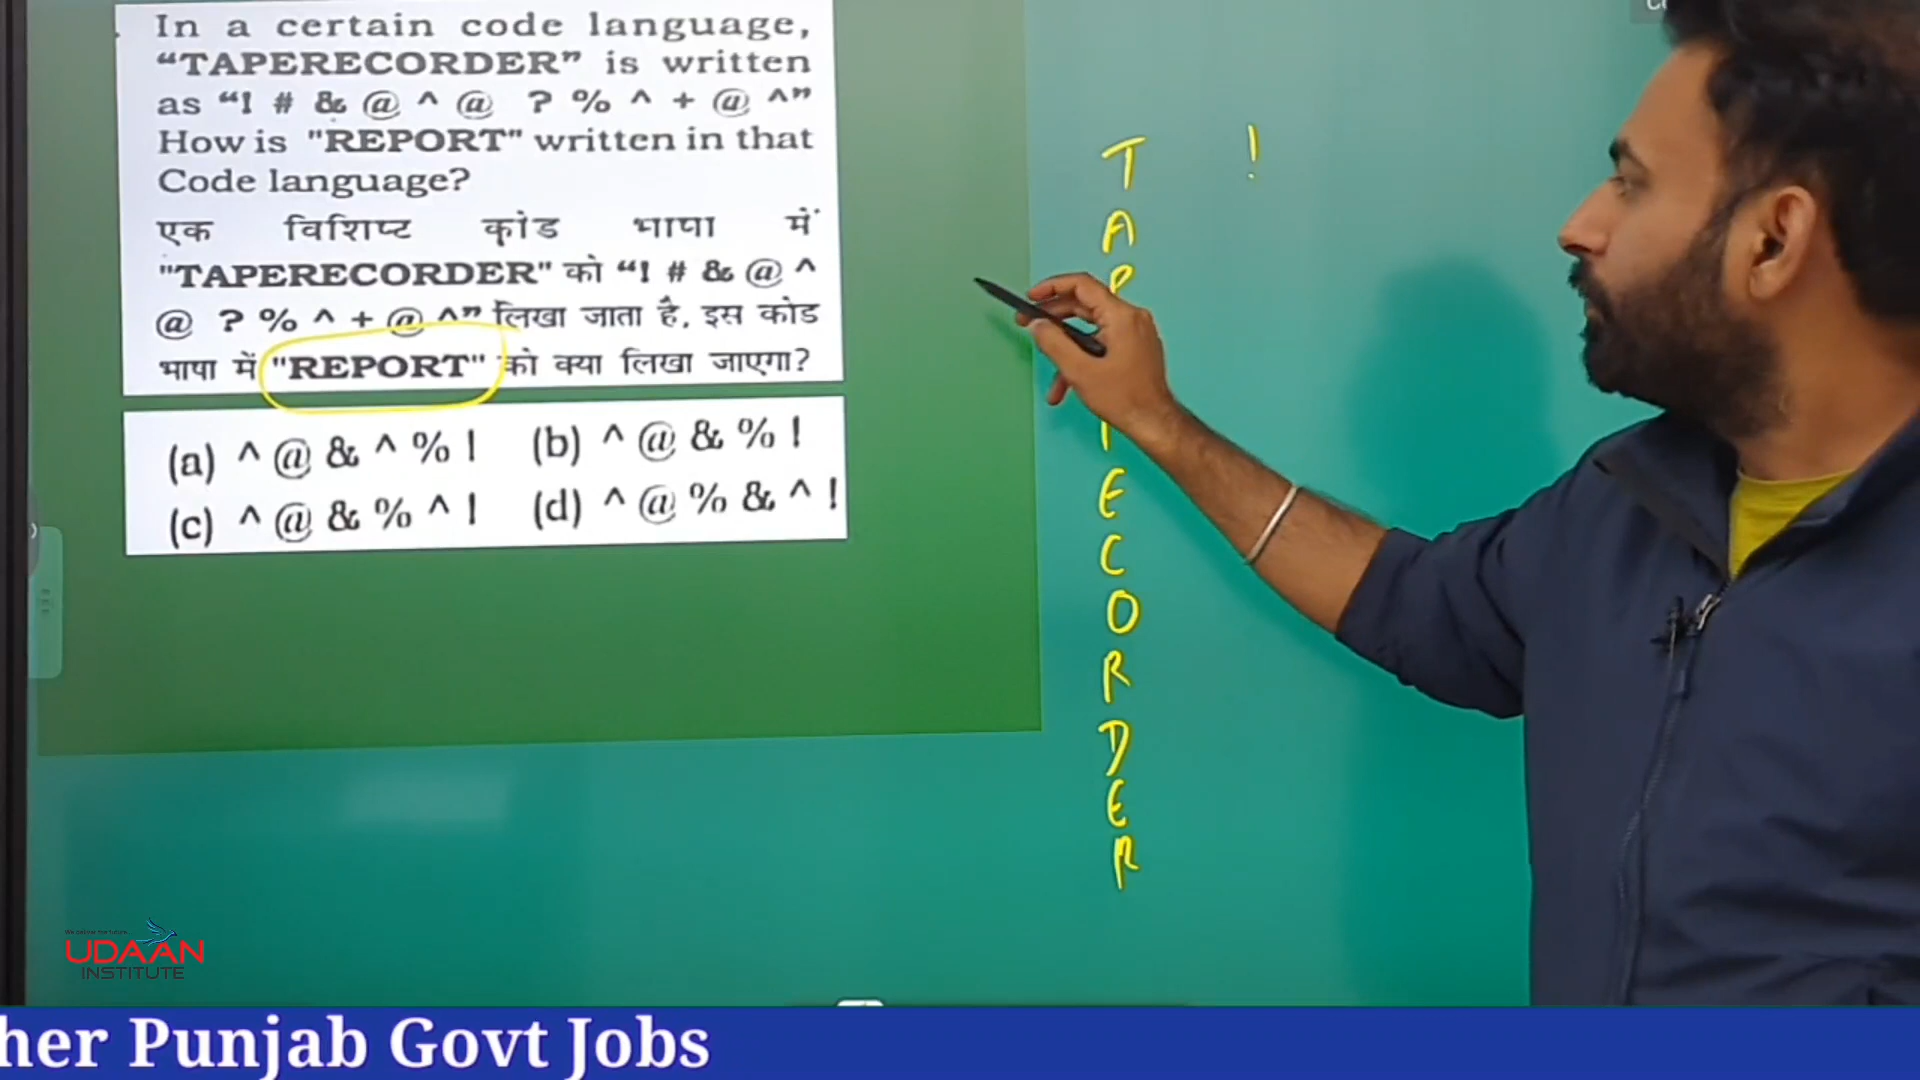 In a certain code language,
“TAPERECORDER” is written
as “! # & @ ^ @ ? % ^ + @ ^”
How is "REPORT" written in that
Code language?
एक विशिष्ट कोड भाषा में
"TAPERECORDER" को “! # & @ ^
@ ? % ^ + @ ^” लिखा जाता है, इस कोड
भाषा में "REPORT" को क्या लिखा जाएगा?
(a) ^ @ & ^ % ! (b) ^ @ & % !
(c) ^ @ & % ^ ! (d) ^ @ % & ^ !
T !
A
P
E
C
O
R
D
E
R
UDAAN
INSTITUTE
her Punjab Govt Jobs